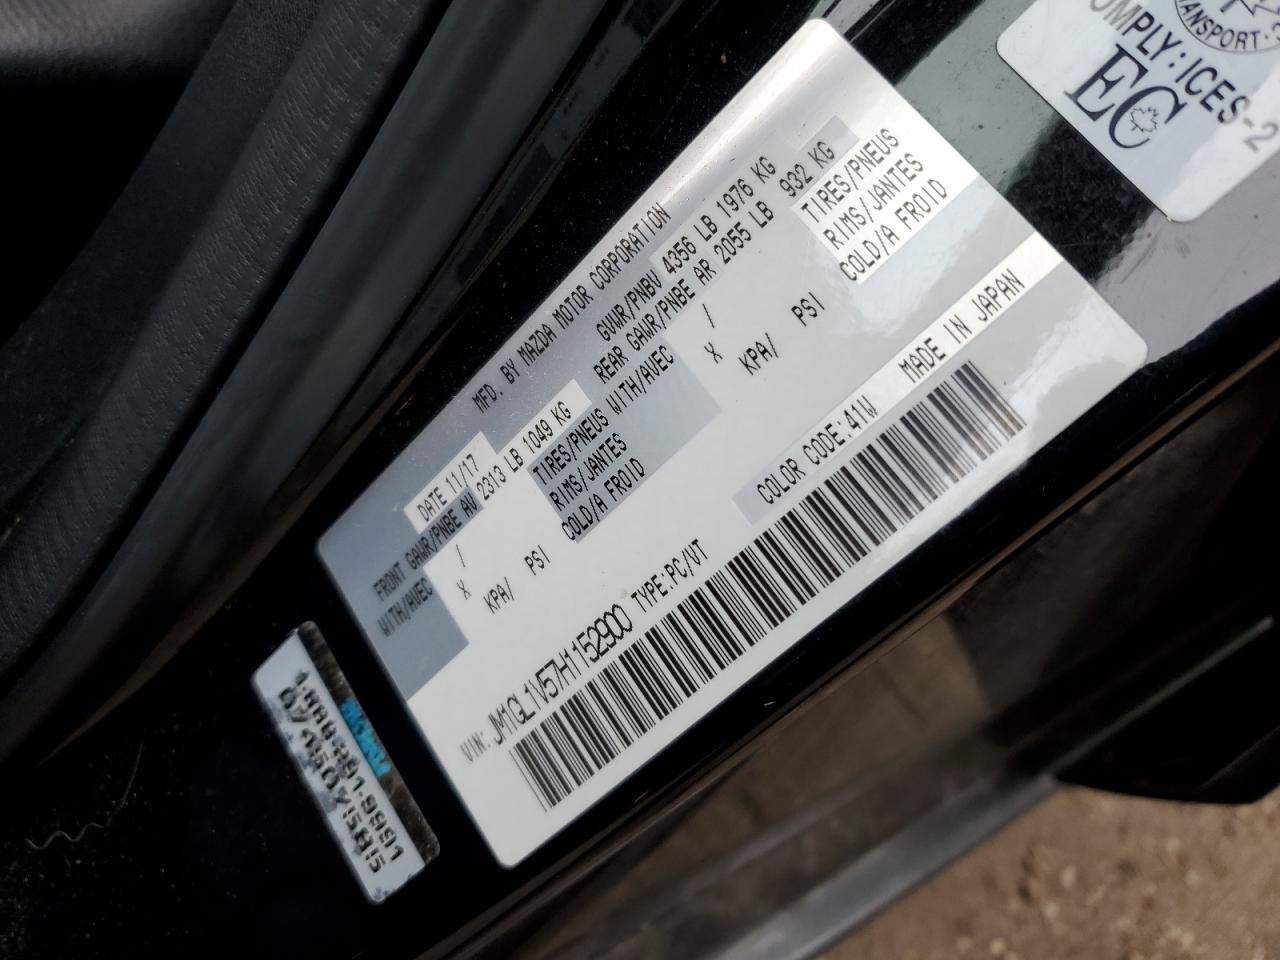 MFD. BY MAZDA MOTOR CORPORATION
DATE 11/17
GVWR/PNBV 4356 LB 1976 KG
FRONT GAWR/PNBE AV 2313 LB 1049 KG
REAR GAWR/PNBE AR 2055 LB 932 KG
WITH/AVEC / TIRES/PNEUS WITH/AVEC / TIRES/PNEUS
X RIMS/JANTES X RIMS/JANTES
KPA/ PSI COLD/A FROID KPA/ PSI COLD/A FROID
VIN: JM1GL1V57H1152900 TYPE:PC/VT
COLOR CODE:41W MADE IN JAPAN
TRANSPORT
COMPLY: ICES-2
EC